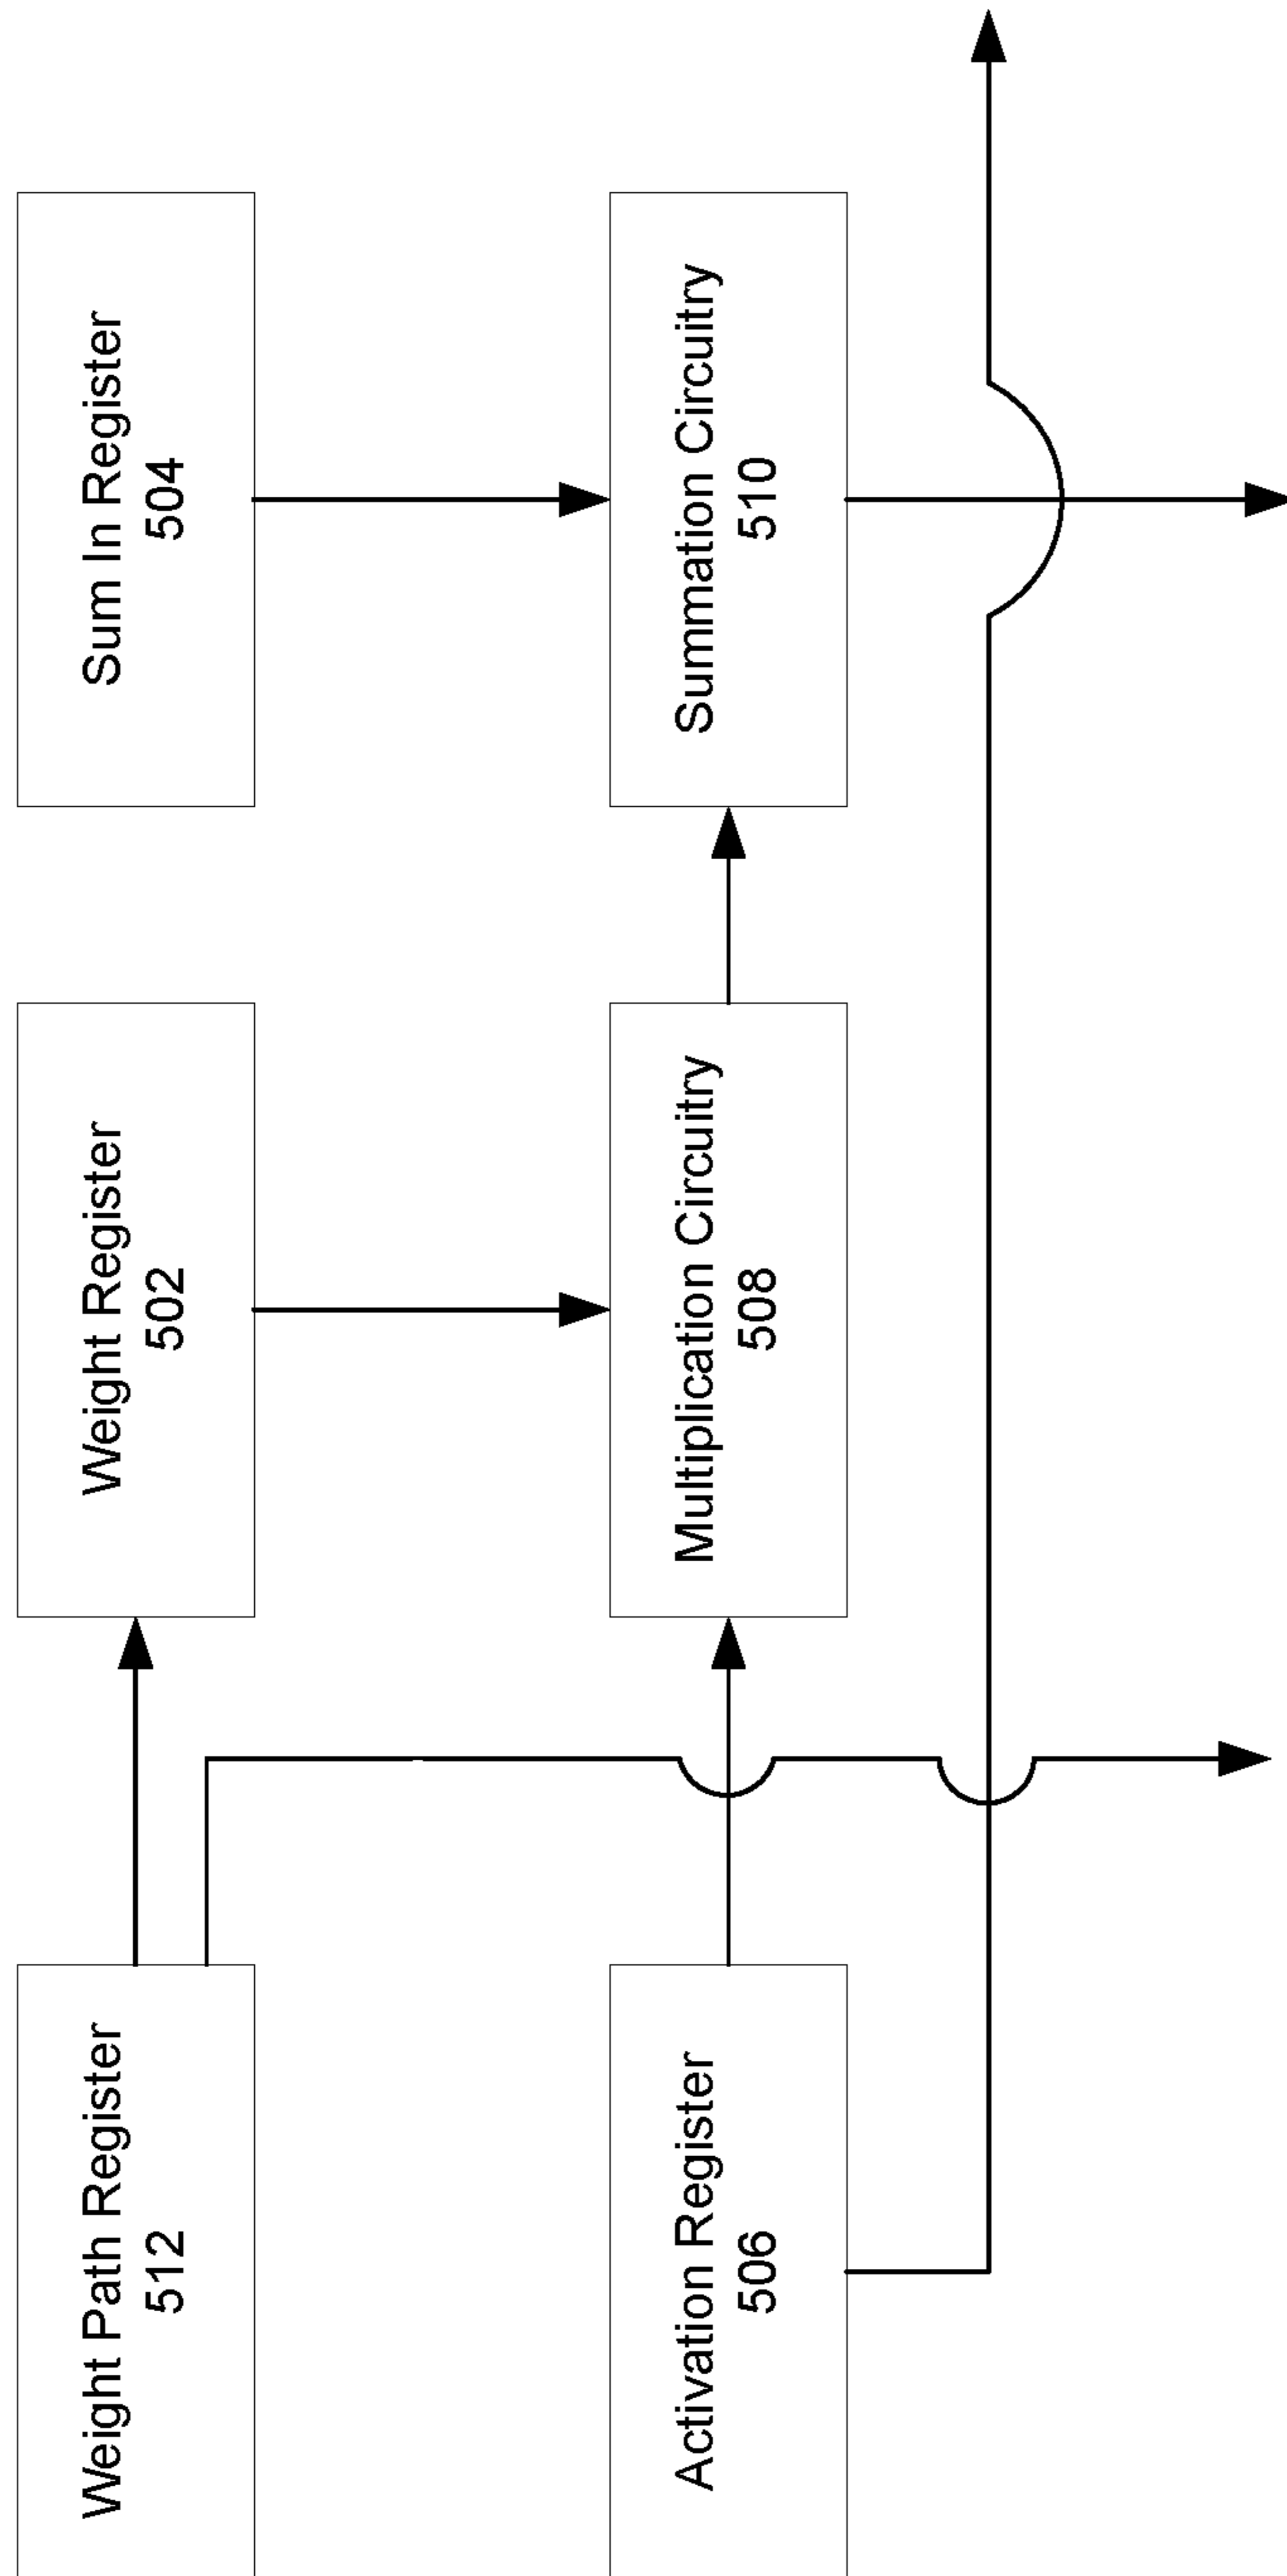 Weight Path Register
512
Weight Register
502
Sum In Register
504
Activation Register
506
Multiplication Circuitry
508
Summation Circuitry
510